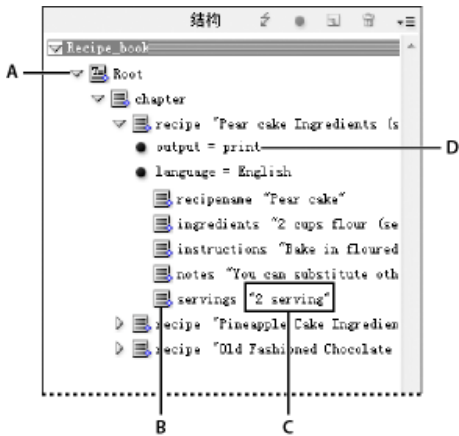 结构
Recipe_book
A
Root
chapter
recipe "Pear cake Ingredients (s
output = print
D
language = English
recipename "Pear cake"
ingredients "2 cups flour (se
instructions "Bake in floured
notes "You can substitute oth
servings "2 serving"
recipe "Pineapple Cake Ingredien
recipe "Old Fashioned Chocolate
B C